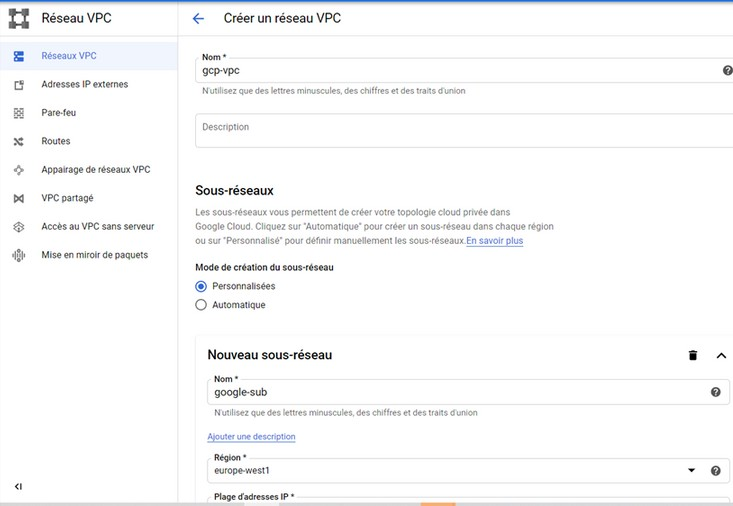 Réseau VPC
Créer un réseau VPC
Réseaux VPC
Adresses IP externes
Pare-feu
Routes
Appairage de réseaux VPC
VPC partagé
Accès au VPC sans serveur
Mise en miroir de paquets
Nom *
gcp-vpc
N'utilisez que des lettres minuscules, des chiffres et des traits d'union
Description
Sous-réseaux
Les sous-réseaux vous permettent de créer votre topologie cloud privée dans
Google Cloud. Cliquez sur "Automatique" pour créer un sous-réseau dans chaque région
ou sur "Personnalisé" pour définir manuellement les sous-réseaux.En savoir plus
Mode de création du sous-réseau
Personnalisées
Automatique
Nouveau sous-réseau
Nom *
google-sub
N'utilisez que des lettres minuscules, des chiffres et des traits d'union
Ajouter une description
Région *
europe-west1
Plage d'adresses IP *